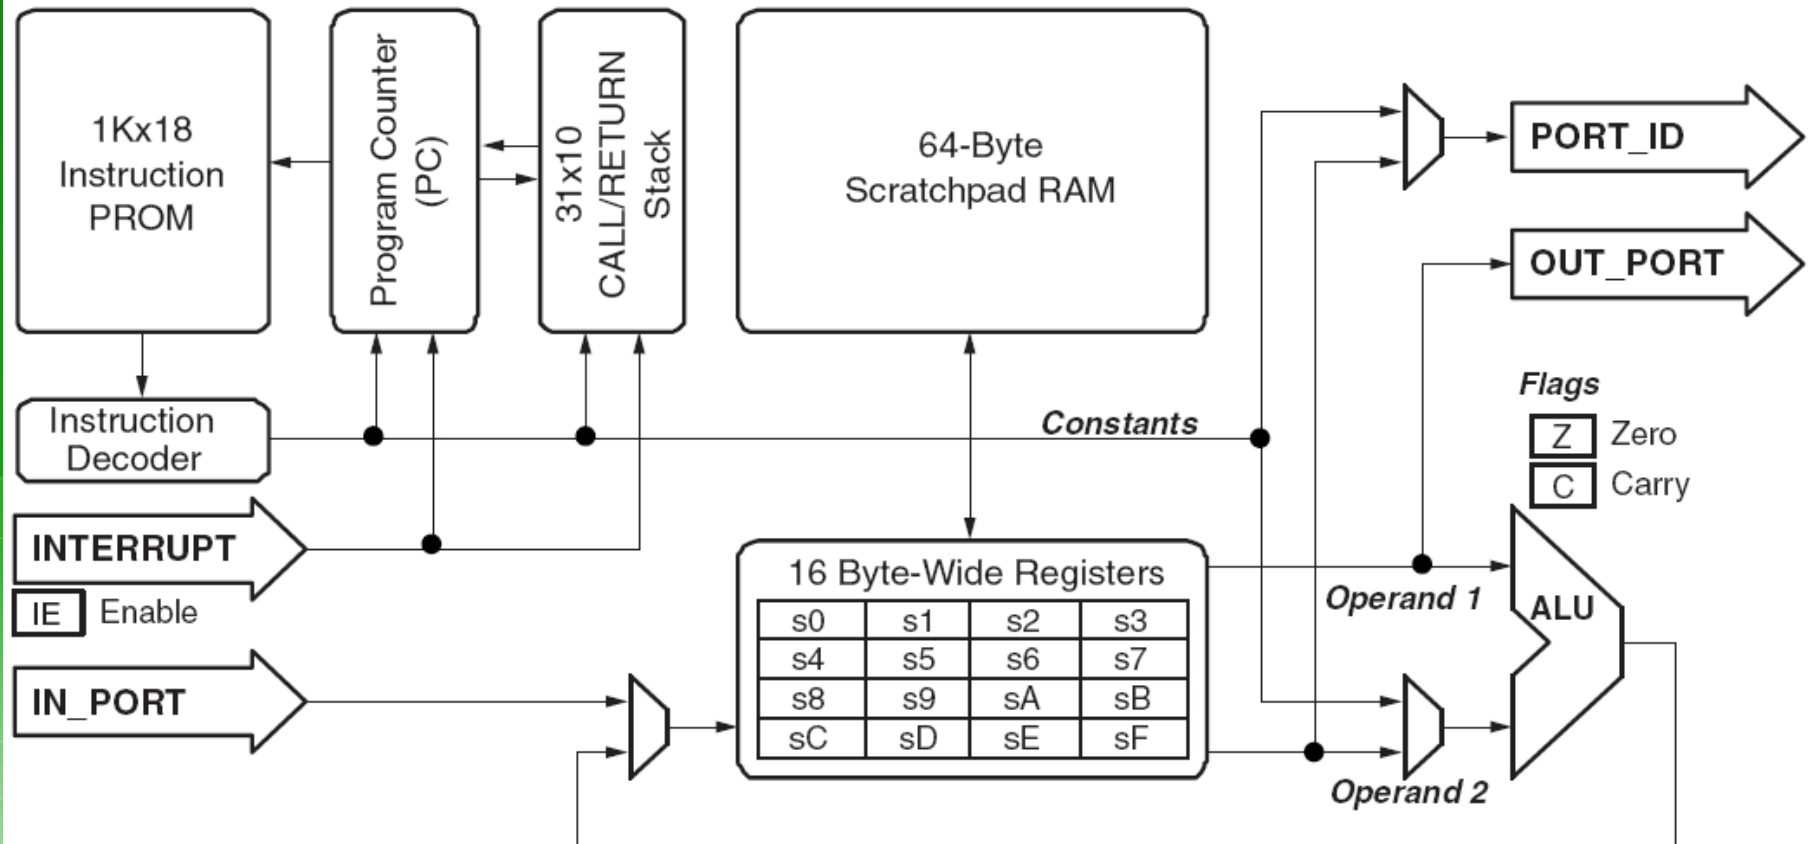 1Kx18
Instruction
PROM
Program Counter
(PC)
31x10
CALL/RETURN
Stack
64-Byte
Scratchpad RAM
PORT_ID
OUT_PORT
Instruction
Decoder
Constants
Flags
Z Zero
C Carry
INTERRUPT
IE Enable
IN_PORT
16 Byte-Wide Registers
s0 s1 s2 s3
s4 s5 s6 s7
s8 s9 sA sB
sC sD sE sF
Operand 1
ALU
Operand 2